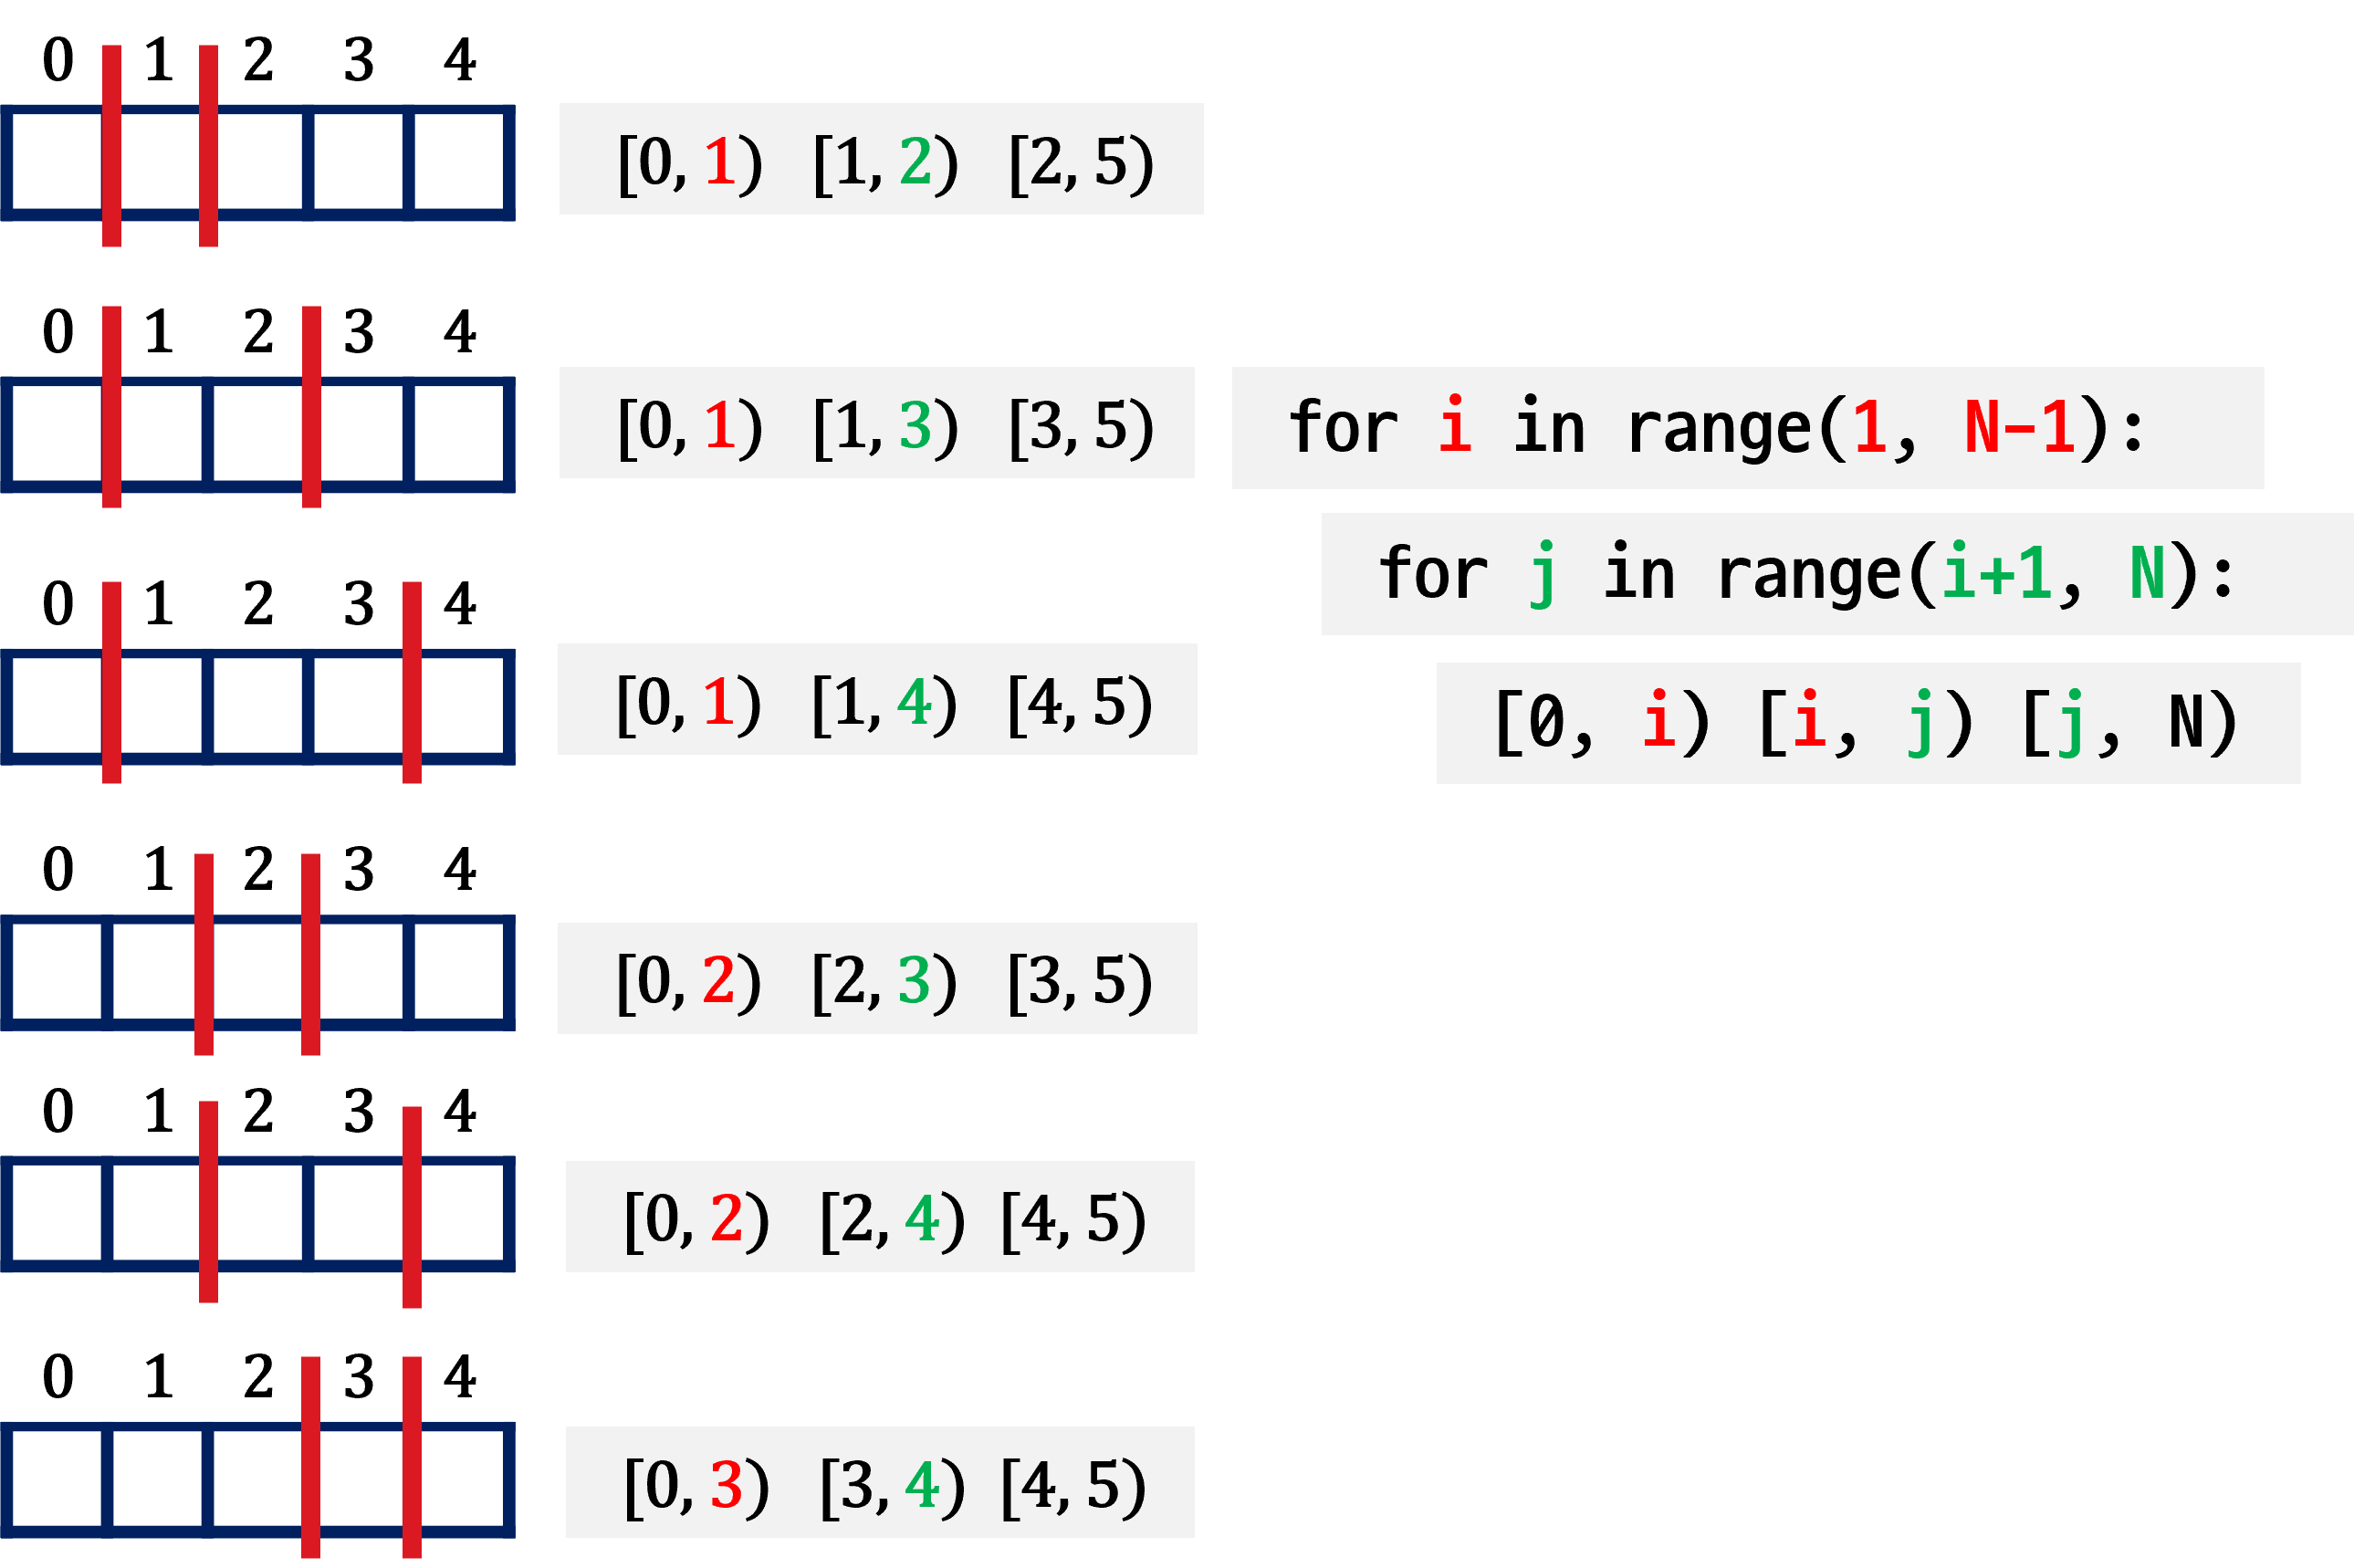 0 1 2 3 4
[0, 1) [1, 2) [2, 5)
0 1 2 3 4
[0, 1) [1, 3) [3, 5)
for i in range(1, N-1):
for j in range(i+1, N):
0 1 2 3 4
[0, 1) [1, 4) [4, 5)
[0, i) [i, j) [j, N)
0 1 2 3 4
[0, 2) [2, 3) [3, 5)
0 1 2 3 4
[0, 2) [2, 4) [4, 5)
0 1 2 3 4
[0, 3) [3, 4) [4, 5)